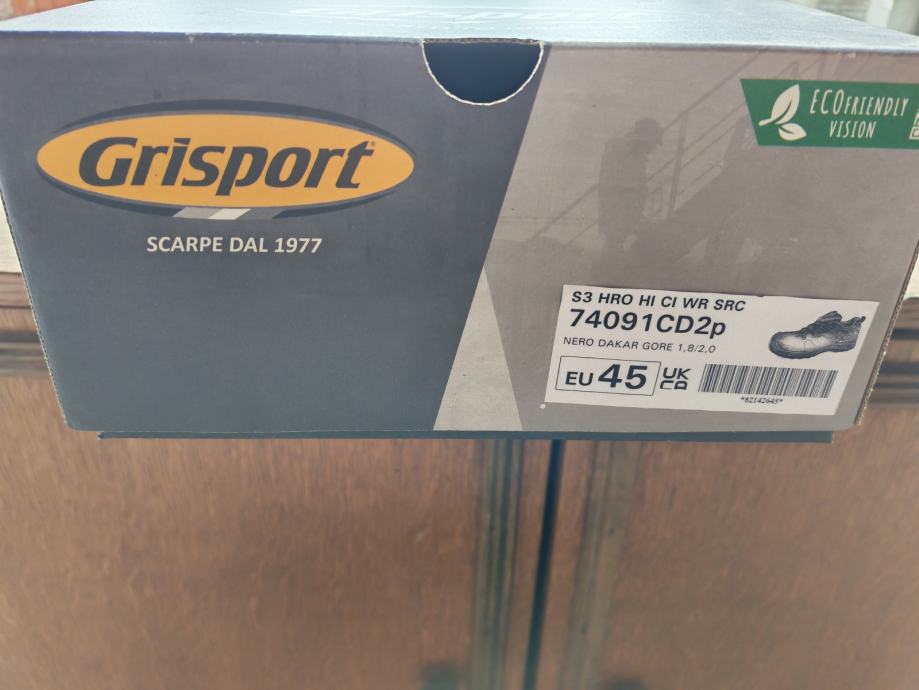 Grisport
Grisport
SCARPE DAL 1977
ECOFRIENDLY
VISION
S3 HRO HI CI WR SRC
74091CD2p
NERO DAKAR GORE 1,8/2,0
EU 45
UK
CA
*82142645*